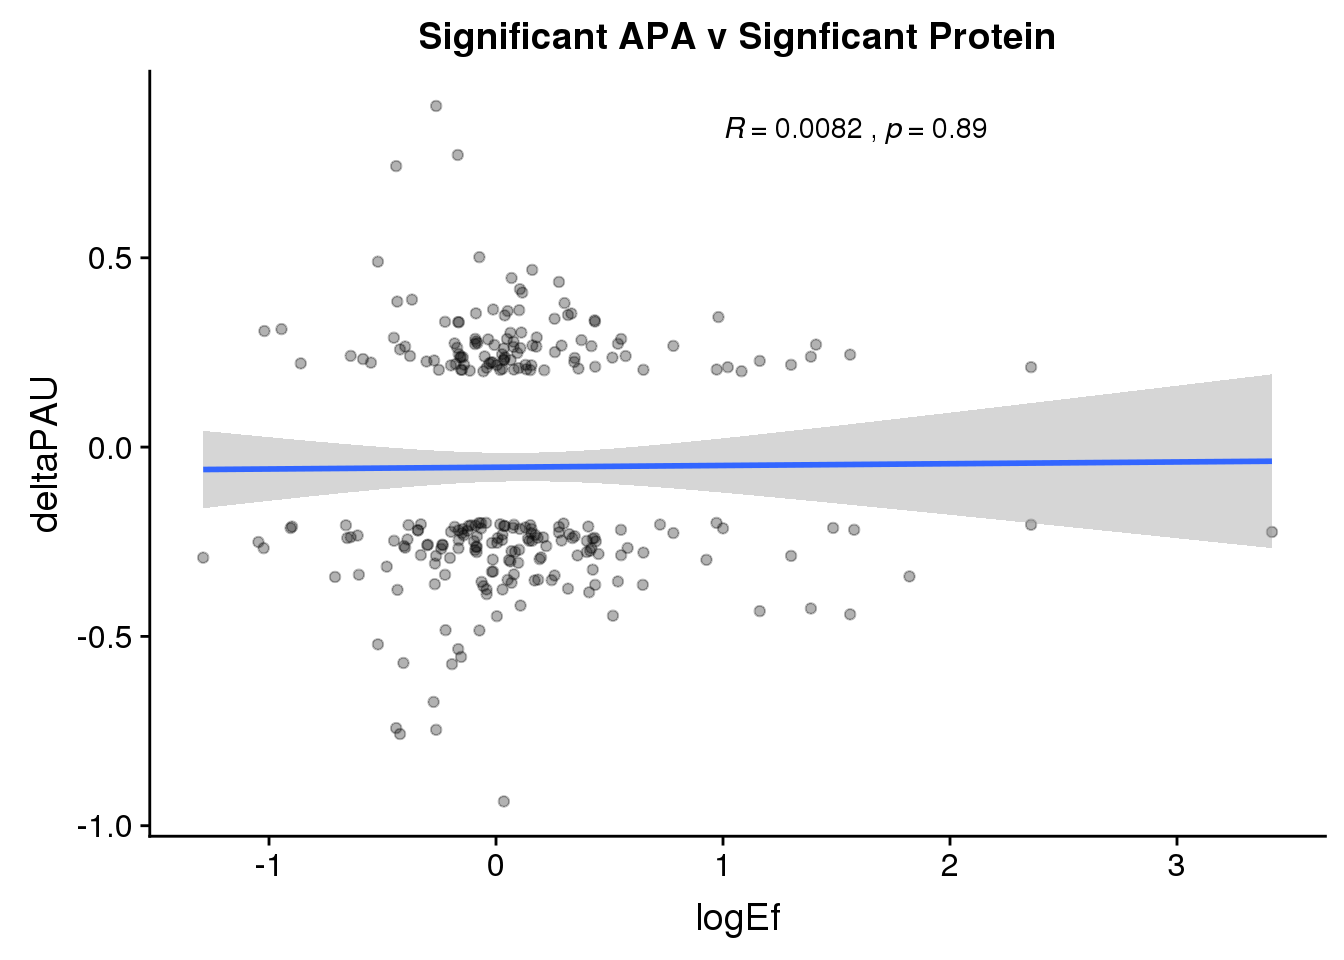 Significant APA v Signficant Protein
R = 0.0082 , p = 0.89
0.5
0.0
-0.5
-1.0
deltaPAU
-1 0 1 2 3
logEf